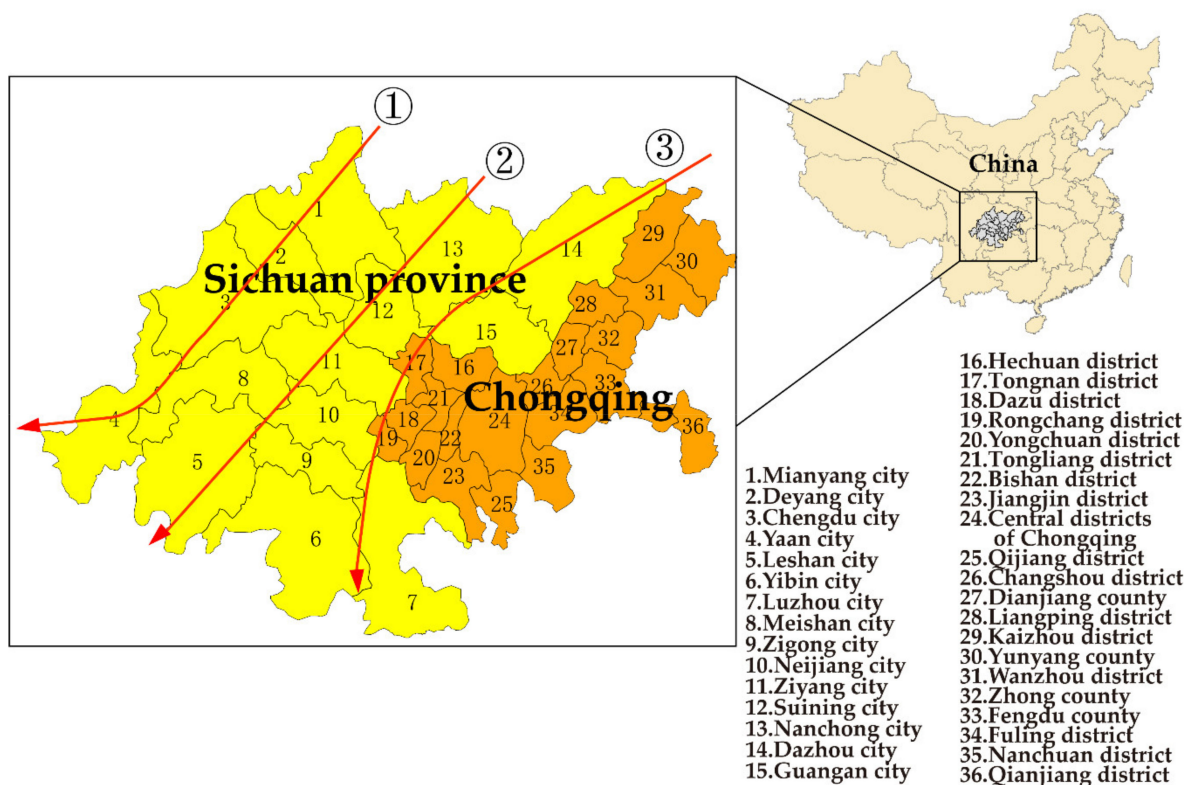 ①
②
③
China
1
2
3
4
5
6
7
8
9
10
11
12
13
14
15
16
17
18
19
20
21
22
23
24
25
26
27
28
29
30
31
32
33
34
35
36
Sichuan province
Chongqing
1.Mianyang city
2.Deyang city
3.Chengdu city
4.Yaan city
5.Leshan city
6.Yibin city
7.Luzhou city
8.Meishan city
9.Zigong city
10.Neijiang city
11.Ziyang city
12.Suining city
13.Nanchong city
14.Dazhou city
15.Guangan city
16.Hechuan district
17.Tongnan district
18.Dazu district
19.Rongchang district
20.Yongchuan district
21.Tongliang district
22.Bishan district
23.Jiangjin district
24.Central districts
of Chongqing
25.Qijiang district
26.Changshou district
27.Dianjiang county
28.Liangping district
29.Kaizhou district
30.Yunyang county
31.Wanzhou district
32.Zhong county
33.Fengdu county
34.Fuling district
35.Nanchuan district
36.Qianjiang district